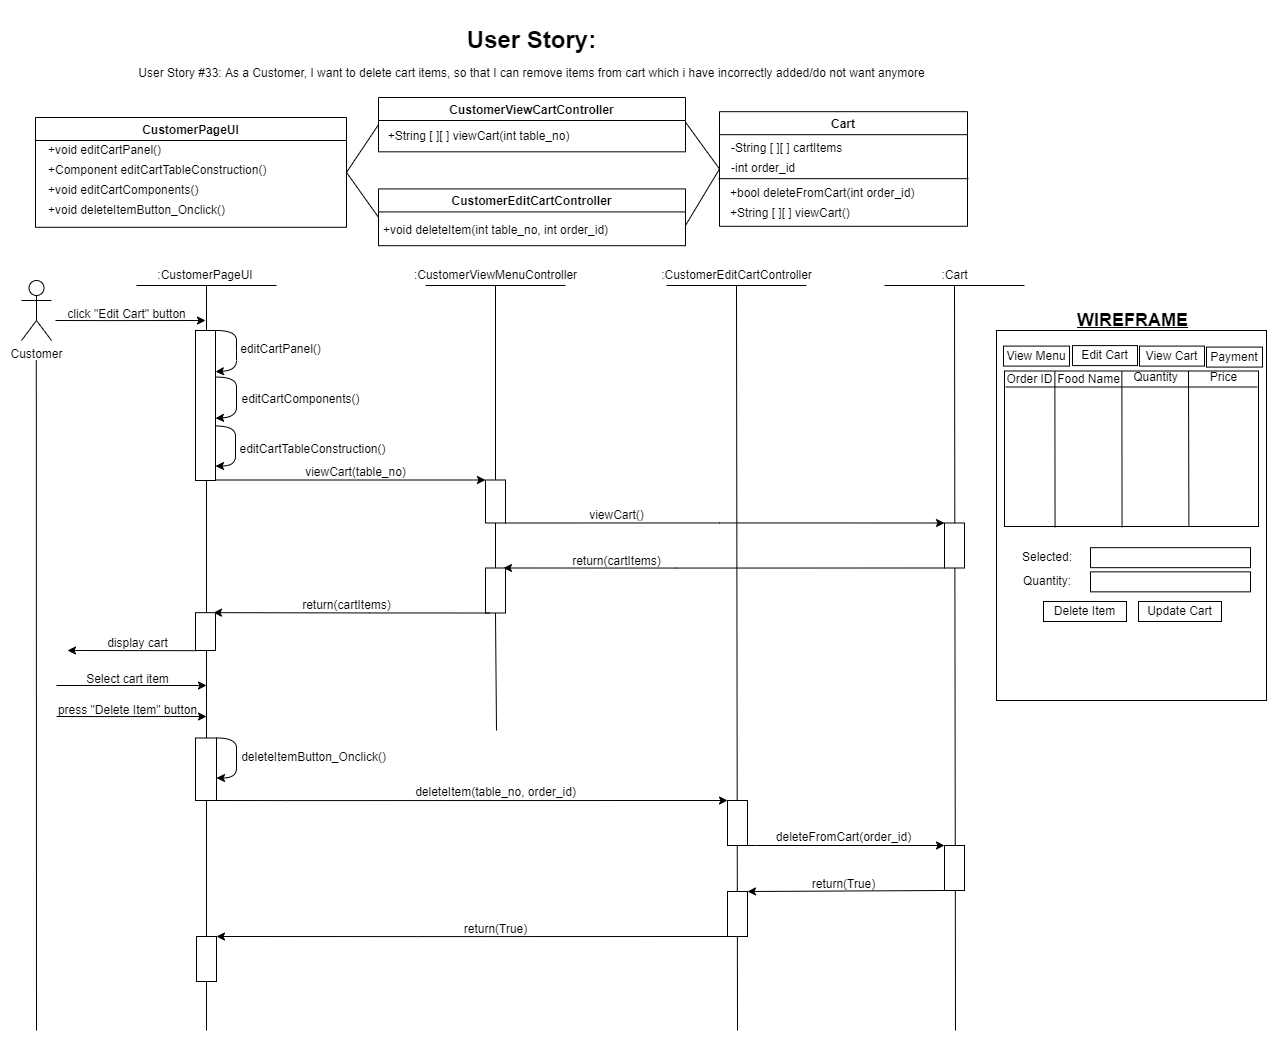 User Story:
User Story #33: As a Customer, I want to delete cart items, so that I can remove items from cart which i have incorrectly added/do not want anymore
CustomerPageUI
+void editCartPanel()
+Component editCartTableConstruction()
+void editCartComponents()
+void deleteItemButton_Onclick()
CustomerViewCartController
+String [ ][ ] viewCart(int table_no)
CustomerEditCartController
+void deleteItem(int table_no, int order_id)
Cart
-String [ ][ ] cartItems
-int order_id
+bool deleteFromCart(int order_id)
+String [ ][ ] viewCart()
:CustomerPageUI
:CustomerViewMenuController
:CustomerEditCartController
:Cart
Customer
click "Edit Cart" button
editCartPanel()
editCartComponents()
editCartTableConstruction()
viewCart(table_no)
viewCart()
return(cartItems)
return(cartItems)
display cart
Select cart item
press "Delete Item" button
deleteItemButton_Onclick()
deleteItem(table_no, order_id)
deleteFromCart(order_id)
return(True)
return(True)
WIREFRAME
View Menu
Edit Cart
View Cart
Payment
Order ID
Food Name
Quantity
Price
Selected:
Quantity:
Delete Item
Update Cart